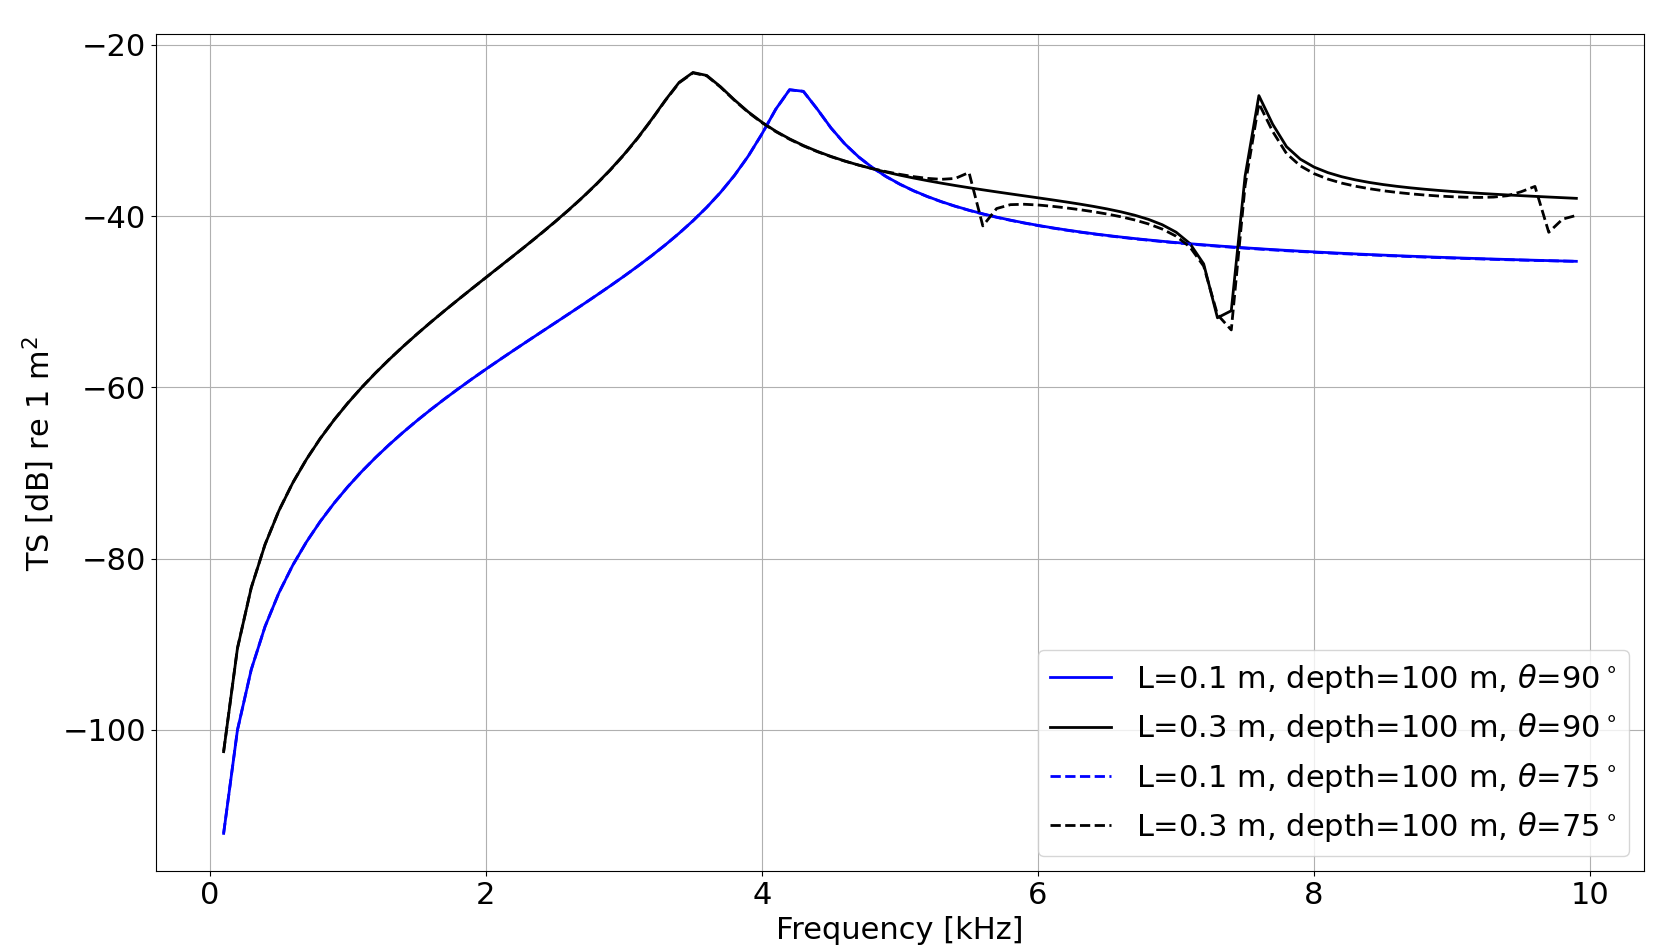 TS [dB] re 1 m²
−20
−40
−60
−80
−100
0 2 4 6 8 10
Frequency [kHz]
L=0.1 m, depth=100 m, θ=90°
L=0.3 m, depth=100 m, θ=90°
L=0.1 m, depth=100 m, θ=75°
L=0.3 m, depth=100 m, θ=75°